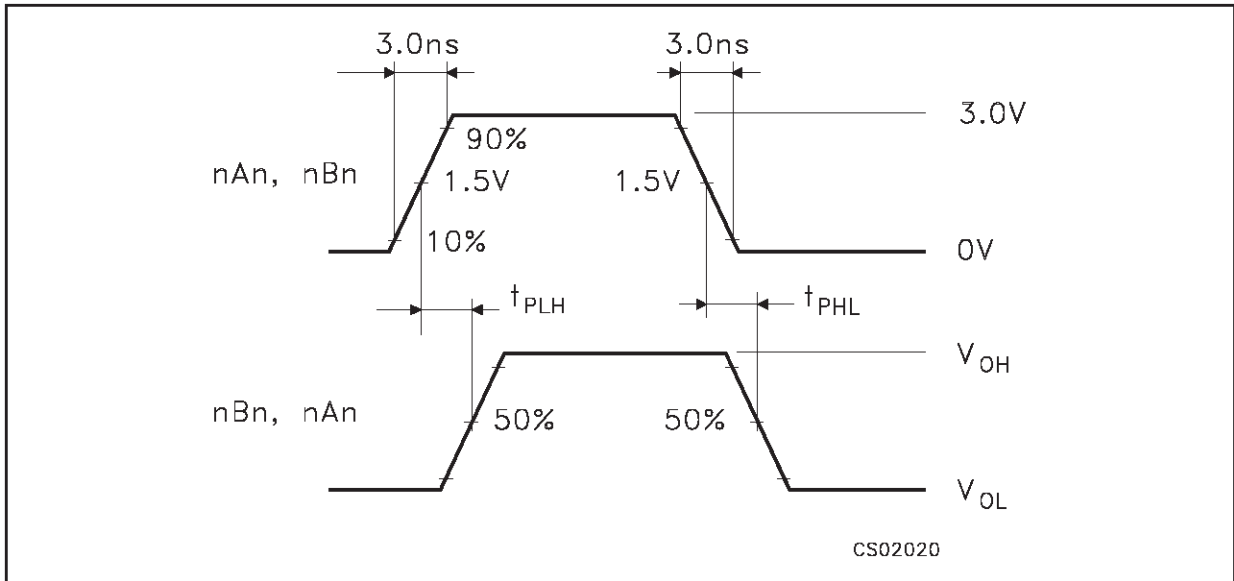 3.0ns 3.0ns
3.0V
90%
nAn, nBn 1.5V 1.5V
10%
0V
tPLH tPHL
VOH
nBn, nAn 50% 50%
VOL
CS02020